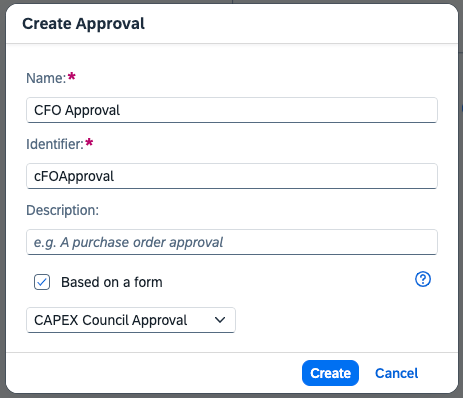 Create Approval
Name:*
CFO Approval
Identifier:*
cFOApproval
Description:
e.g. A purchase order approval
Based on a form
?
CAPEX Council Approval
Create Cancel